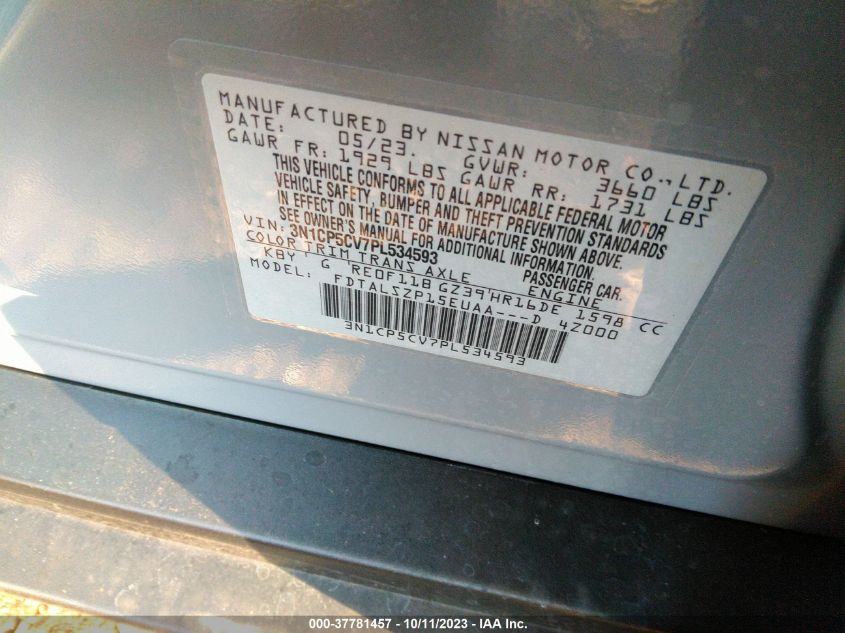 MANUFACTURED BY NISSAN MOTOR CO.,LTD.
DATE: 05/23. GVWR: 3660 LBS
GAWR FR: 1929 LBS GAWR RR: 1731 LBS
THIS VEHICLE CONFORMS TO ALL APPLICABLE FEDERAL MOTOR
VEHICLE SAFETY, BUMPER AND THEFT PREVENTION STANDARDS
IN EFFECT ON THE DATE OF MANUFACTURE SHOWN ABOVE.
SEE OWNER'S MANUAL FOR ADDITIONAL INFORMATION.
VIN: 3N1CP5CV7PL534593 PASSENGER CAR.
COLOR TRIM TRANS AXLE ENGINE
KBY G RE0F11B GZ39 HR16DE 1598 CC
MODEL: FDTALSZP15EUAA---D 4Z000
3N1CP5CV7PL534593
000-37781457 - 10/11/2023 - IAA Inc.